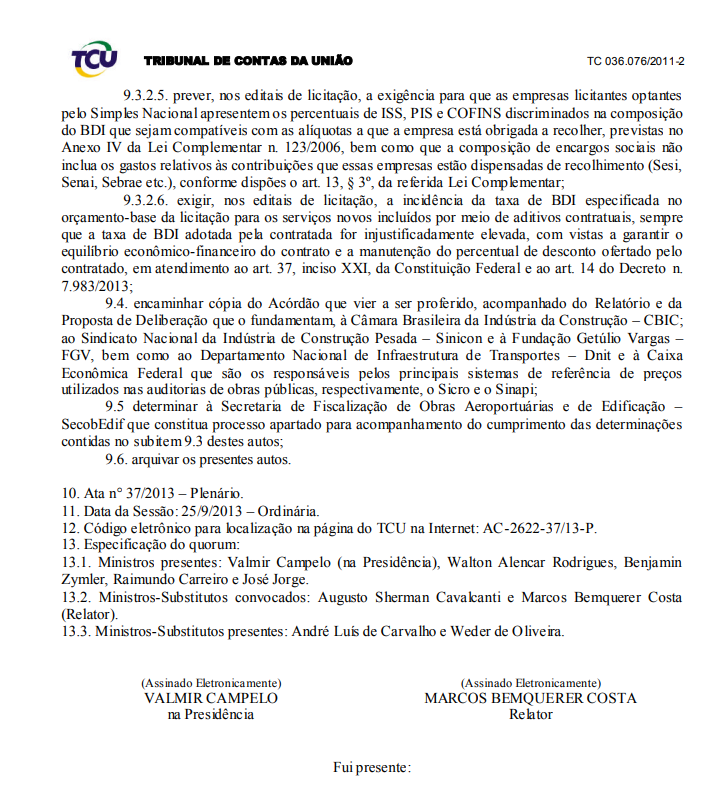 TCU TRIBUNAL DE CONTAS DA UNIÃO TC 036.076/2011-2
9.3.2.5. prever, nos editais de licitação, a exigência para que as empresas licitantes optantes
pelo Simples Nacional apresentem os percentuais de ISS, PIS e COFINS discriminados na composição
do BDI que sejam compatíveis com as alíquotas a que a empresa está obrigada a recolher, previstas no
Anexo IV da Lei Complementar n. 123/2006, bem como que a composição de encargos sociais não
inclua os gastos relativos às contribuições que essas empresas estão dispensadas de recolhimento (Sesi,
Senai, Sebrae etc.), conforme dispões o art. 13, § 3º, da referida Lei Complementar;
9.3.2.6. exigir, nos editais de licitação, a incidência da taxa de BDI especificada no
orçamento-base da licitação para os serviços novos incluídos por meio de aditivos contratuais, sempre
que a taxa de BDI adotada pela contratada for injustificadamente elevada, com vistas a garantir o
equilíbrio econômico-financeiro do contrato e a manutenção do percentual de desconto ofertado pelo
contratado, em atendimento ao art. 37, inciso XXI, da Constituição Federal e ao art. 14 do Decreto n.
7.983/2013;
9.4. encaminhar cópia do Acórdão que vier a ser proferido, acompanhado do Relatório e da
Proposta de Deliberação que o fundamentam, à Câmara Brasileira da Indústria da Construção – CBIC;
ao Sindicato Nacional da Indústria de Construção Pesada – Sinicon e à Fundação Getúlio Vargas –
FGV, bem como ao Departamento Nacional de Infraestrutura de Transportes – Dnit e à Caixa
Econômica Federal que são os responsáveis pelos principais sistemas de referência de preços
utilizados nas auditorias de obras públicas, respectivamente, o Sicro e o Sinapi;
9.5 determinar à Secretaria de Fiscalização de Obras Aeroportuárias e de Edificação –
SecobEdif que constitua processo apartado para acompanhamento do cumprimento das determinações
contidas no subitem 9.3 destes autos;
9.6. arquivar os presentes autos.
10. Ata n° 37/2013 – Plenário.
11. Data da Sessão: 25/9/2013 – Ordinária.
12. Código eletrônico para localização na página do TCU na Internet: AC-2622-37/13-P.
13. Especificação do quorum:
13.1. Ministros presentes: Valmir Campelo (na Presidência), Walton Alencar Rodrigues, Benjamin
Zymler, Raimundo Carreiro e José Jorge.
13.2. Ministros-Substitutos convocados: Augusto Sherman Cavalcanti e Marcos Bemquerer Costa
(Relator).
13.3. Ministros-Substitutos presentes: André Luís de Carvalho e Weder de Oliveira.
(Assinado Eletronicamente) (Assinado Eletronicamente)
VALMIR CAMPELO MARCOS BEMQUERER COSTA
na Presidência Relator
Fui presente: